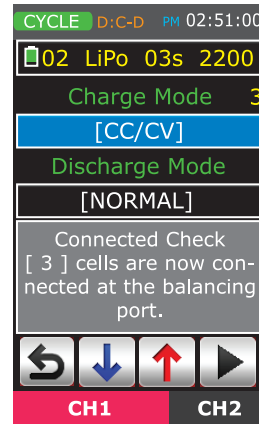 CYCLE D:C-D PM 02:51:00
02 LiPo 03s 2200
Charge Mode 3
[CC/CV]
Discharge Mode
[NORMAL]
Connected Check
[ 3 ] cells are now con-
nected at the balancing
port.
CH1 CH2